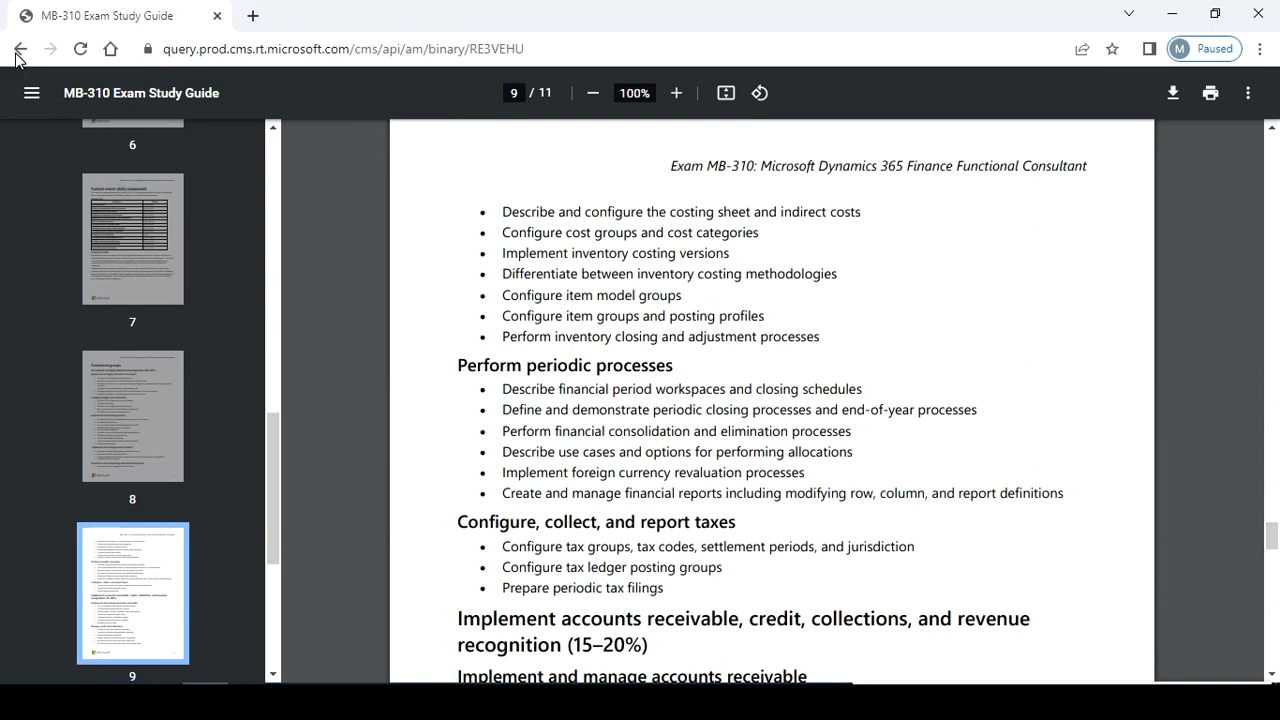 MB-310 Exam Study Guide
query.prod.cms.rt.microsoft.com/cms/api/am/binary/RE3VEHU
M Paused
MB-310 Exam Study Guide
9 / 11
100%
6
7
8
9
Exam MB-310: Microsoft Dynamics 365 Finance Functional Consultant
• Describe and configure the costing sheet and indirect costs
• Configure cost groups and cost categories
• Implement inventory costing versions
• Differentiate between inventory costing methodologies
• Configure item model groups
• Configure item groups and posting profiles
• Perform inventory closing and adjustment processes
Perform periodic processes
• Describe financial period workspaces and closing schedules
• Define and demonstrate periodic closing processes and end-of-year processes
• Perform financial consolidation and elimination processes
• Describe use cases and options for performing allocations
• Implement foreign currency revaluation processes
• Create and manage financial reports including modifying row, column, and report definitions
Configure, collect, and report taxes
• Configure tax groups, tax codes, settlement periods, and jurisdiction
• Configure tax ledger posting groups
• Prepare periodic tax filings
Implement accounts receivable, credit, collections, and revenue
recognition (15–20%)
Implement and manage accounts receivable